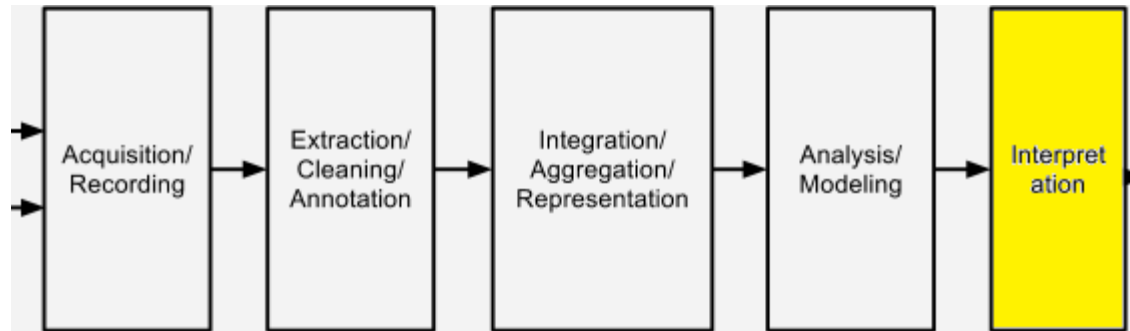 Acquisition/
Recording
Extraction/
Cleaning/
Annotation
Integration/
Aggregation/
Representation
Analysis/
Modeling
Interpret
ation